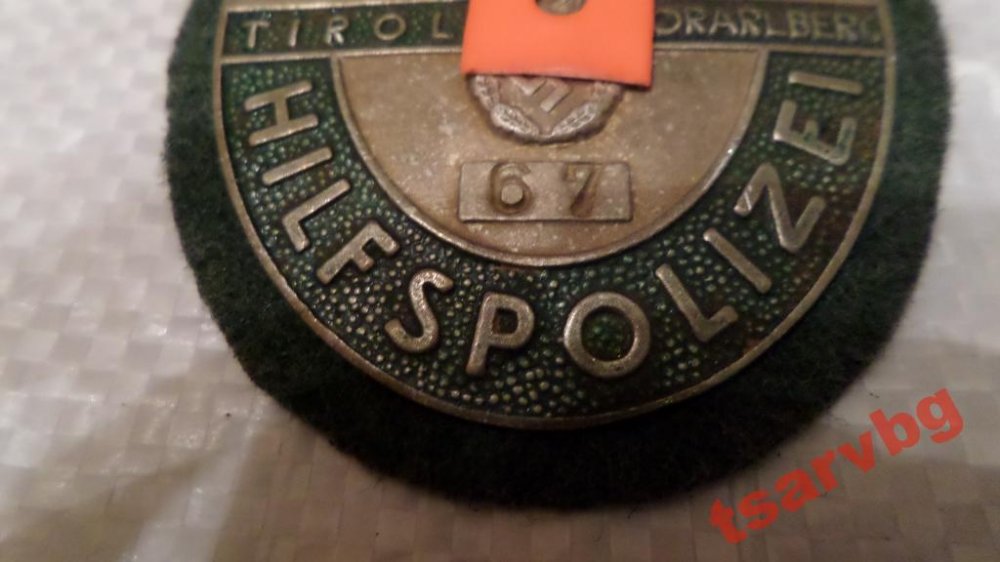 TIROL ORARLBERG
67
HILFSPOLIZEI
tsarvbg